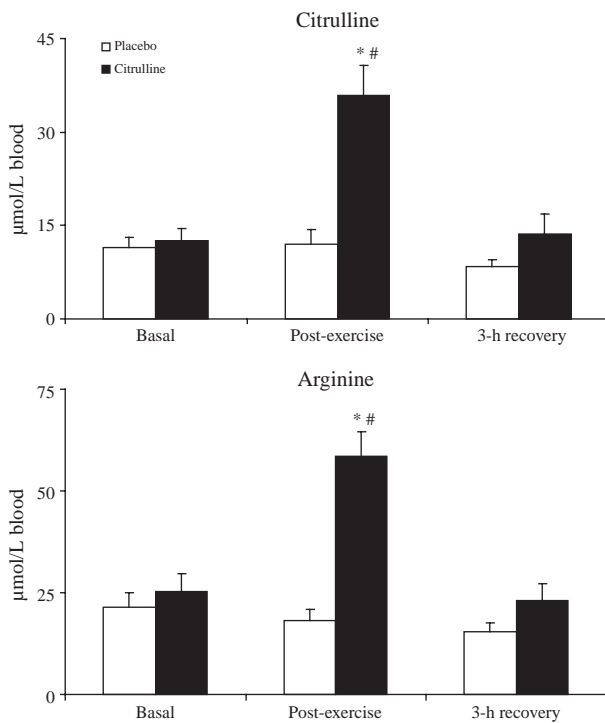 Citrulline
45
Placebo
* #
Citrulline
30
µmol/L blood
15
0
Basal Post-exercise 3-h recovery
Arginine
75
* #
50
µmol/L blood
25
0
Basal Post-exercise 3-h recovery